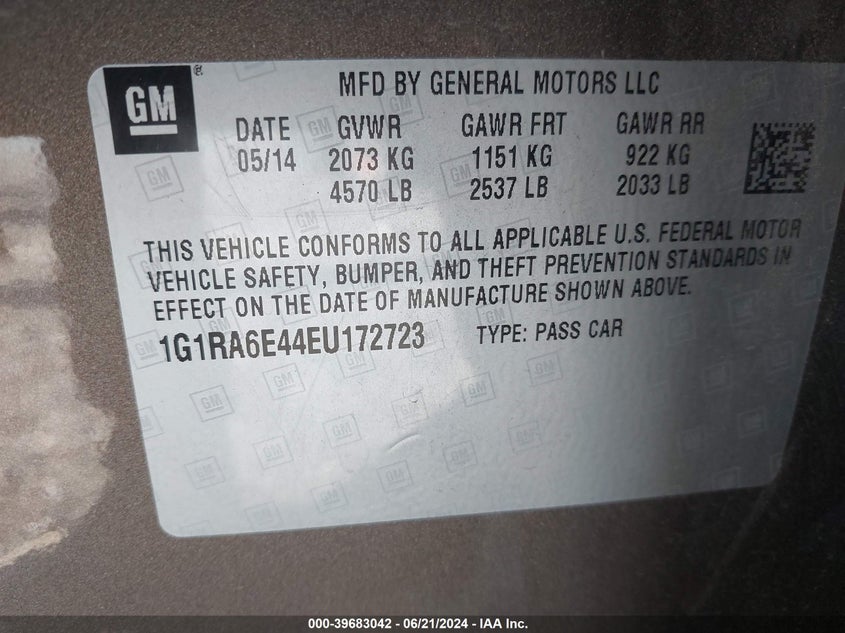 GM
®
MFD BY GENERAL MOTORS LLC
DATE GVWR GAWR FRT GAWR RR
05/14 2073 KG 1151 KG 922 KG
4570 LB 2537 LB 2033 LB
THIS VEHICLE CONFORMS TO ALL APPLICABLE U.S. FEDERAL MOTOR
VEHICLE SAFETY, BUMPER, AND THEFT PREVENTION STANDARDS IN
EFFECT ON THE DATE OF MANUFACTURE SHOWN ABOVE.
1G1RA6E44EU172723 TYPE: PASS CAR
000-39683042 - 06/21/2024 - IAA Inc.